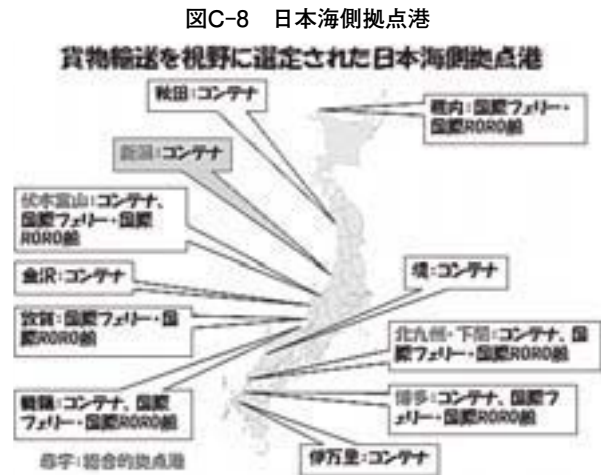 図C-8　日本海側拠点港
貨物輸送を視野に選定された日本海側拠点港
秋田:コンテナ
稚内:国際フェリー・
国際RORO船
新潟:コンテナ
伏木富山:コンテナ、
国際フェリー・国際
RORO船
金沢:コンテナ
境:コンテナ
敦賀:国際フェリー・国
際RORO船
北九州・下関:コンテナ、国
際フェリー・国際RORO船
舞鶴:コンテナ、国際
フェリー・国際RORO船
博多:コンテナ、国際フェ
リー・国際RORO船
伊万里:コンテナ
赤字:総合的拠点港